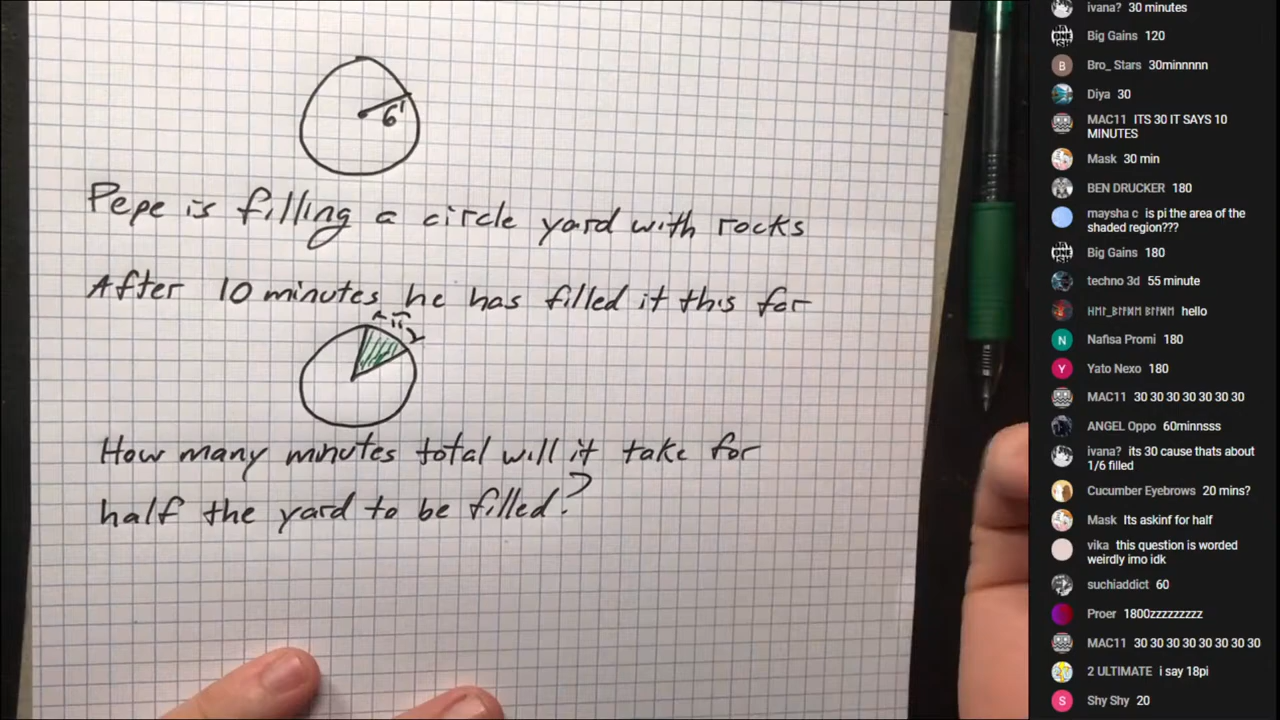 6'
Pepe is filling a circle yard with rocks
After 10 minutes he has filled it this far
π
How many minutes total will it take for
half the yard to be filled?
ivana? 30 minutes
Big Gains 120
B
Bro_ Stars 30minnnnn
Diya 30
MAC11 ITS 30 IT SAYS 10
MINUTES
Mask 30 min
BEN DRUCKER 180
maysha c is pi the area of the
shaded region???
Big Gains 180
techno 3d 55 minute
hello
N
Nafisa Promi 180
Y
Yato Nexo 180
MAC11 30 30 30 30 30 30 30
ANGEL Oppo 60minnsss
ivana? its 30 cause thats about
1/6 filled
Cucumber Eyebrows 20 mins?
Mask Its askinf for half
vika this question is worded
weirdly imo idk
suchiaddict 60
Proer 1800zzzzzzzzz
MAC11 30 30 30 30 30 30 30 30
2 ULTIMATE i say 18pi
S
Shy Shy 20